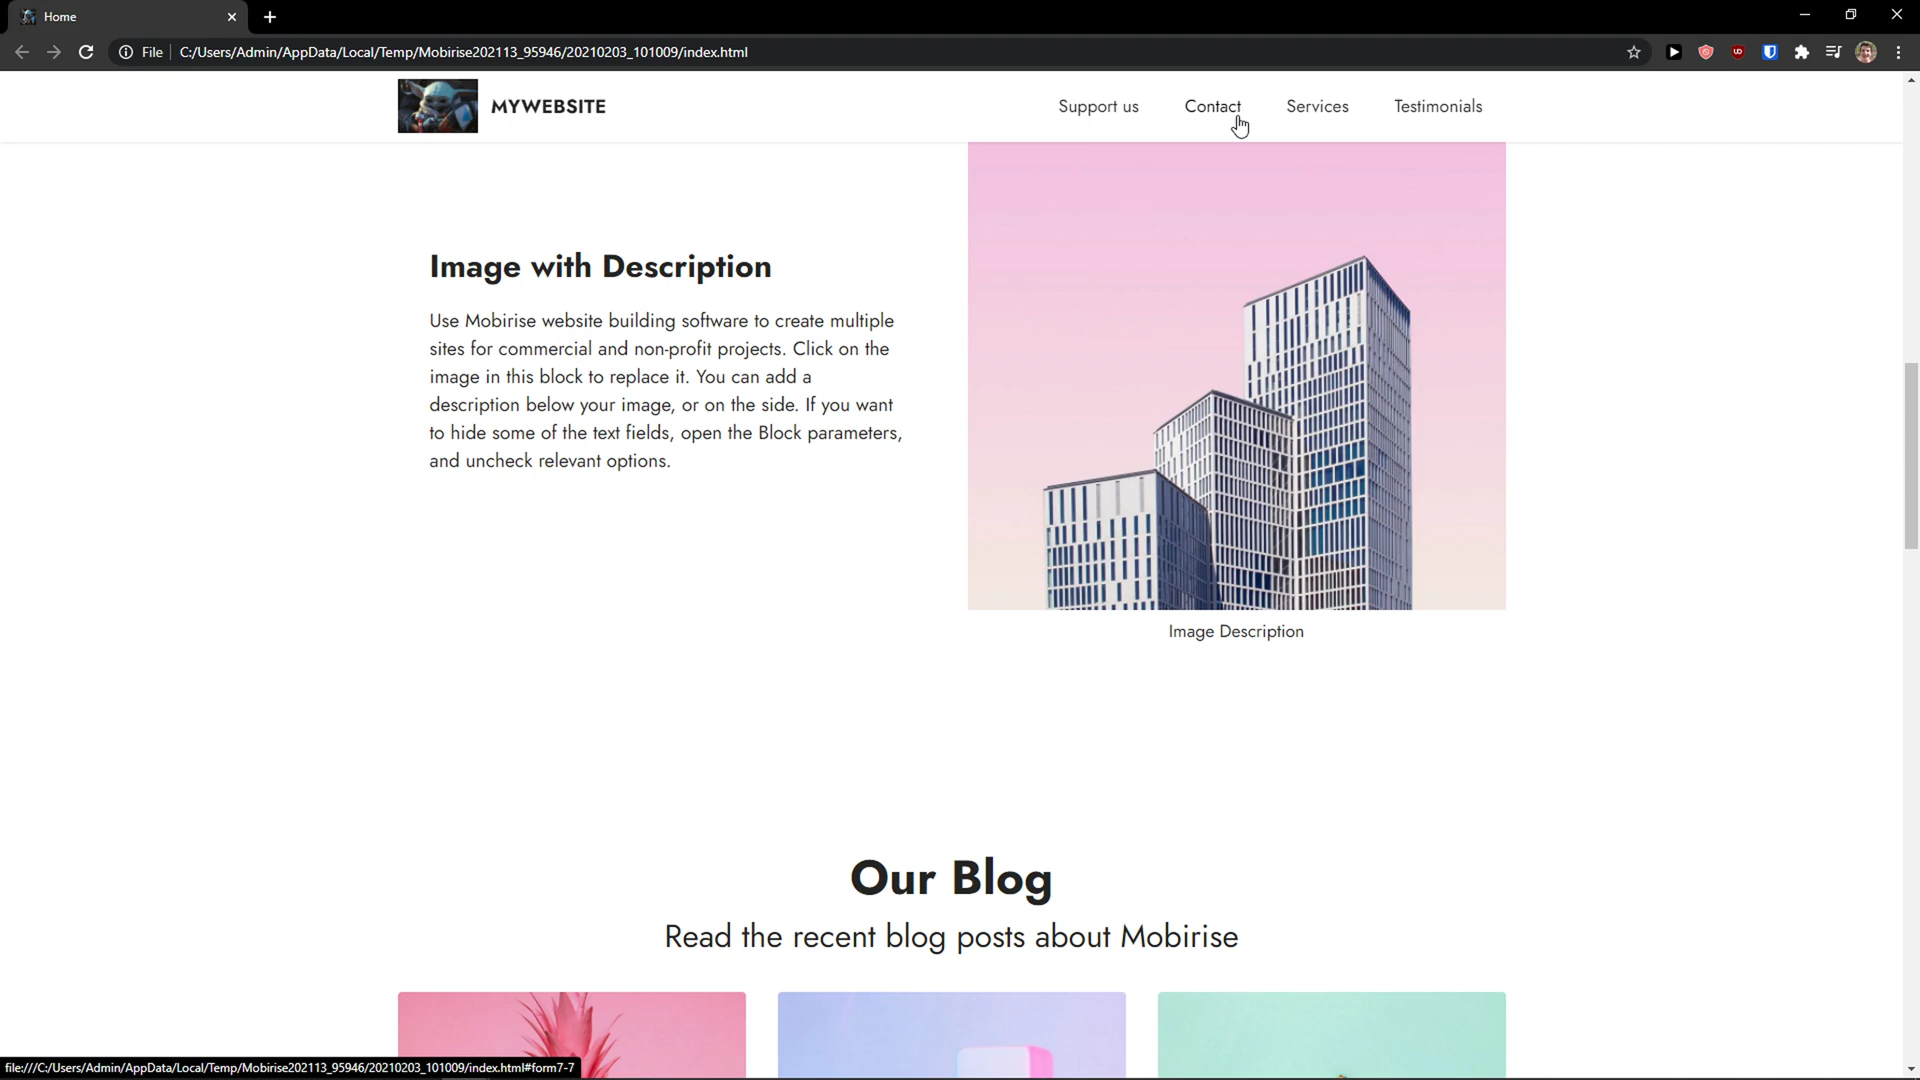 Home
File
C:/Users/Admin/AppData/Local/Temp/Mobirise202113_95946/20210203_101009/index.html
MYWEBSITE
Support us
Contact
Services
Testimonials
Image with Description
Use Mobirise website building software to create multiple
sites for commercial and non-profit projects. Click on the
image in this block to replace it. You can add a
description below your image, or on the side. If you want
to hide some of the text fields, open the Block parameters,
and uncheck relevant options.
Image Description
Our Blog
Read the recent blog posts about Mobirise
file:///C:/Users/Admin/AppData/Local/Temp/Mobirise202113_95946/20210203_101009/index.html#form7-7